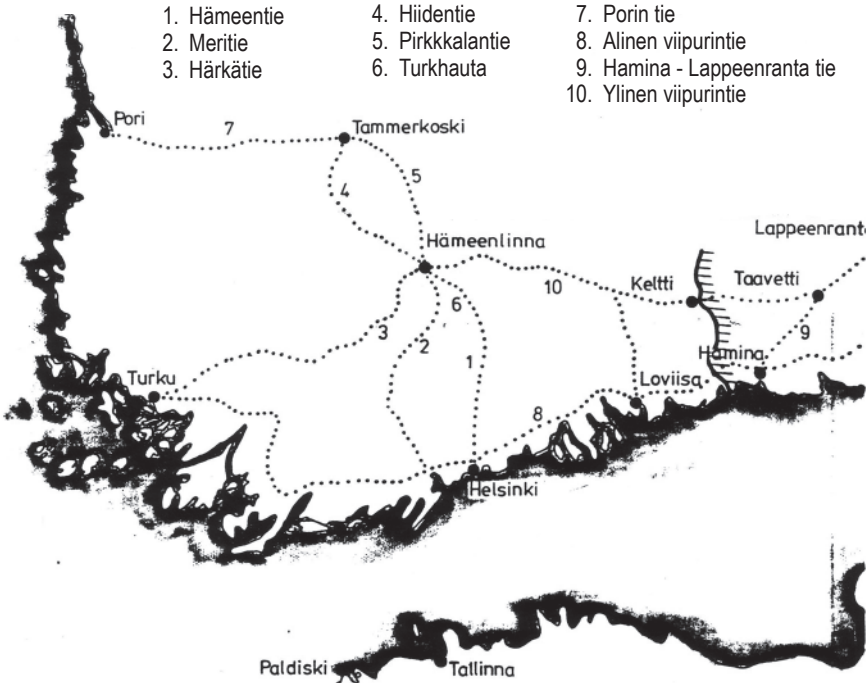 1. Hämeentie
2. Meritie
3. Härkätie
4. Hiidentie
5. Pirkkkalantie
6. Turkhauta
7. Porin tie
8. Alinen viipurintie
9. Hamina - Lappeenranta tie
10. Ylinen viipurintie
Pori
7
Tammerkoski
4
5
Hämeenlinna
Lappeenranta
6
10
Keltti
Taavetti
3
2
1
9
Hamina
Turku
Loviisa
8
Helsinki
Paldiski
Tallinna